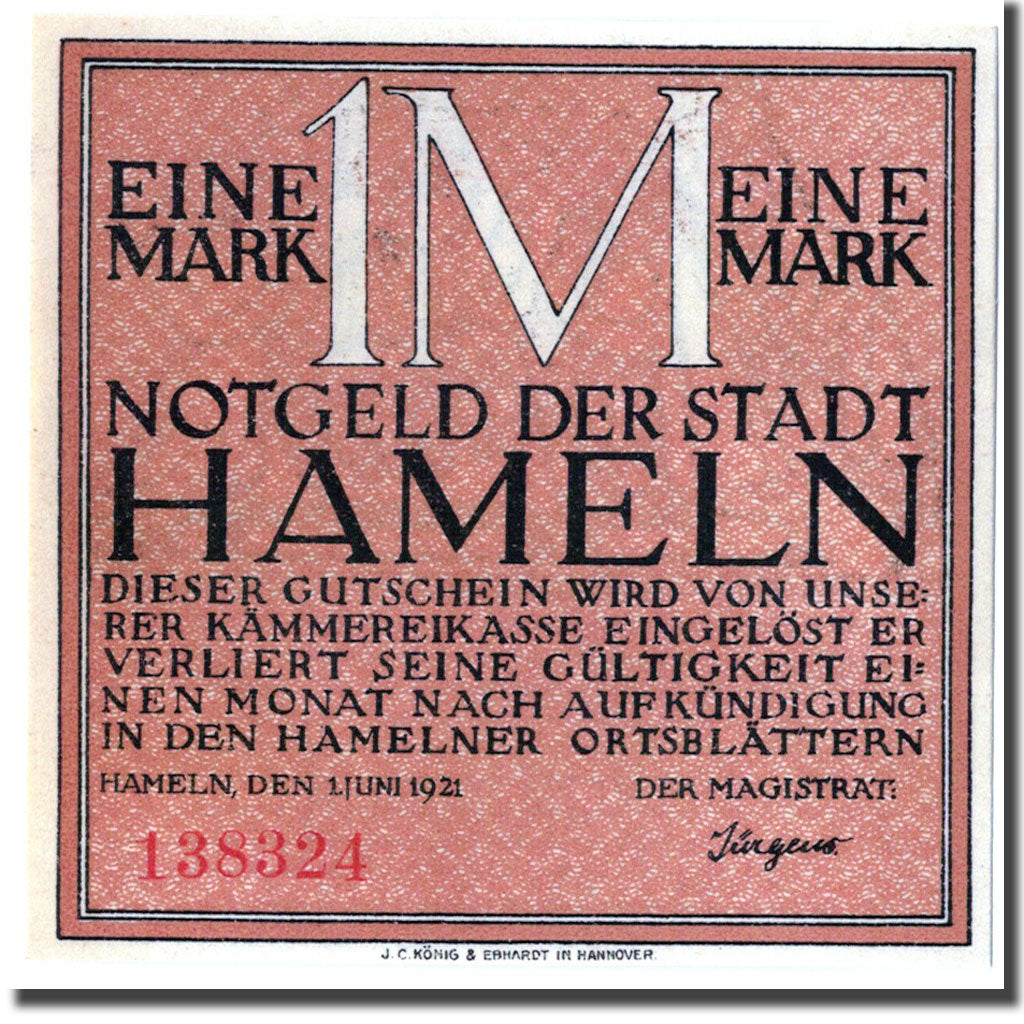 1M
EINE MARK
EINE MARK
NOTGELD DER STADT
HAMELN
DIESER GUTSCHEIN WIRD VON UNSE=
RER KÄMMEREIKASSE EINGELÖST ER
VERLIERT SEINE GÜLTIGKEIT EI=
NEN MONAT NACH AUFKÜNDIGUNG
IN DEN HAMELNER ORTSBLÄTTERN
HAMELN, DEN 1. JUNI 1921
DER MAGISTRAT:
138324
Jürgens.
J. C. KÖNIG & EBHARDT IN HANNOVER.